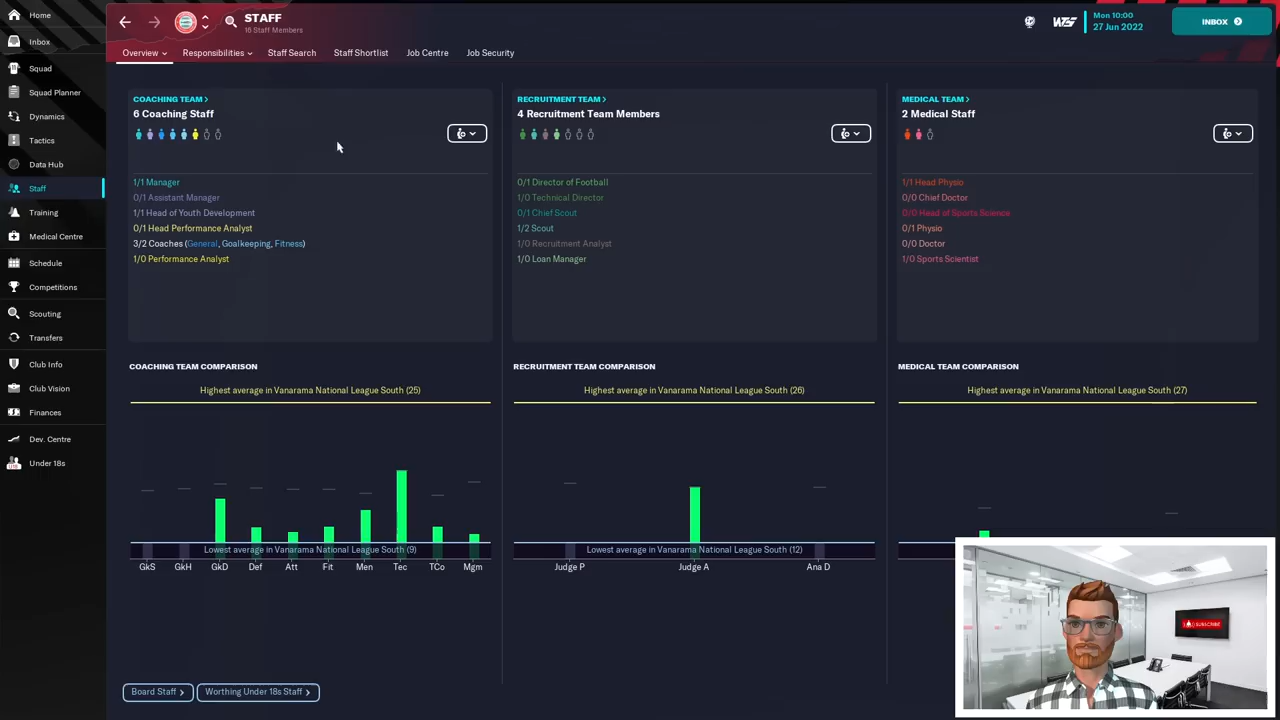 Home
Inbox
Squad
Squad Planner
Dynamics
Tactics
Data Hub
Staff
Training
Medical Centre
Schedule
Competitions
Scouting
Transfers
Club Info
Club Vision
Finances
Dev. Centre
Under 18s
STAFF
16 Staff Members
Mon 10:00
27 Jun 2022
INBOX
Overview
Responsibilities
Staff Search
Staff Shortlist
Job Centre
Job Security
COACHING TEAM >
6 Coaching Staff
1/1 Manager
0/1 Assistant Manager
1/1 Head of Youth Development
0/1 Head Performance Analyst
3/2 Coaches (General, Goalkeeping, Fitness)
1/0 Performance Analyst
RECRUITMENT TEAM >
4 Recruitment Team Members
0/1 Director of Football
1/0 Technical Director
0/1 Chief Scout
1/2 Scout
1/0 Recruitment Analyst
1/0 Loan Manager
MEDICAL TEAM >
2 Medical Staff
1/1 Head Physio
0/0 Chief Doctor
0/0 Head of Sports Science
0/1 Physio
0/0 Doctor
1/0 Sports Scientist
COACHING TEAM COMPARISON
Highest average in Vanarama National League South (25)
Lowest average in Vanarama National League South (9)
GkS GkH GkD Def Att Fit Men Tec TCo Mgm
RECRUITMENT TEAM COMPARISON
Highest average in Vanarama National League South (26)
Lowest average in Vanarama National League South (12)
Judge P Judge A Ana D
MEDICAL TEAM COMPARISON
Highest average in Vanarama National League South (27)
SUBSCRIBE
Board Staff >
Worthing Under 18s Staff >